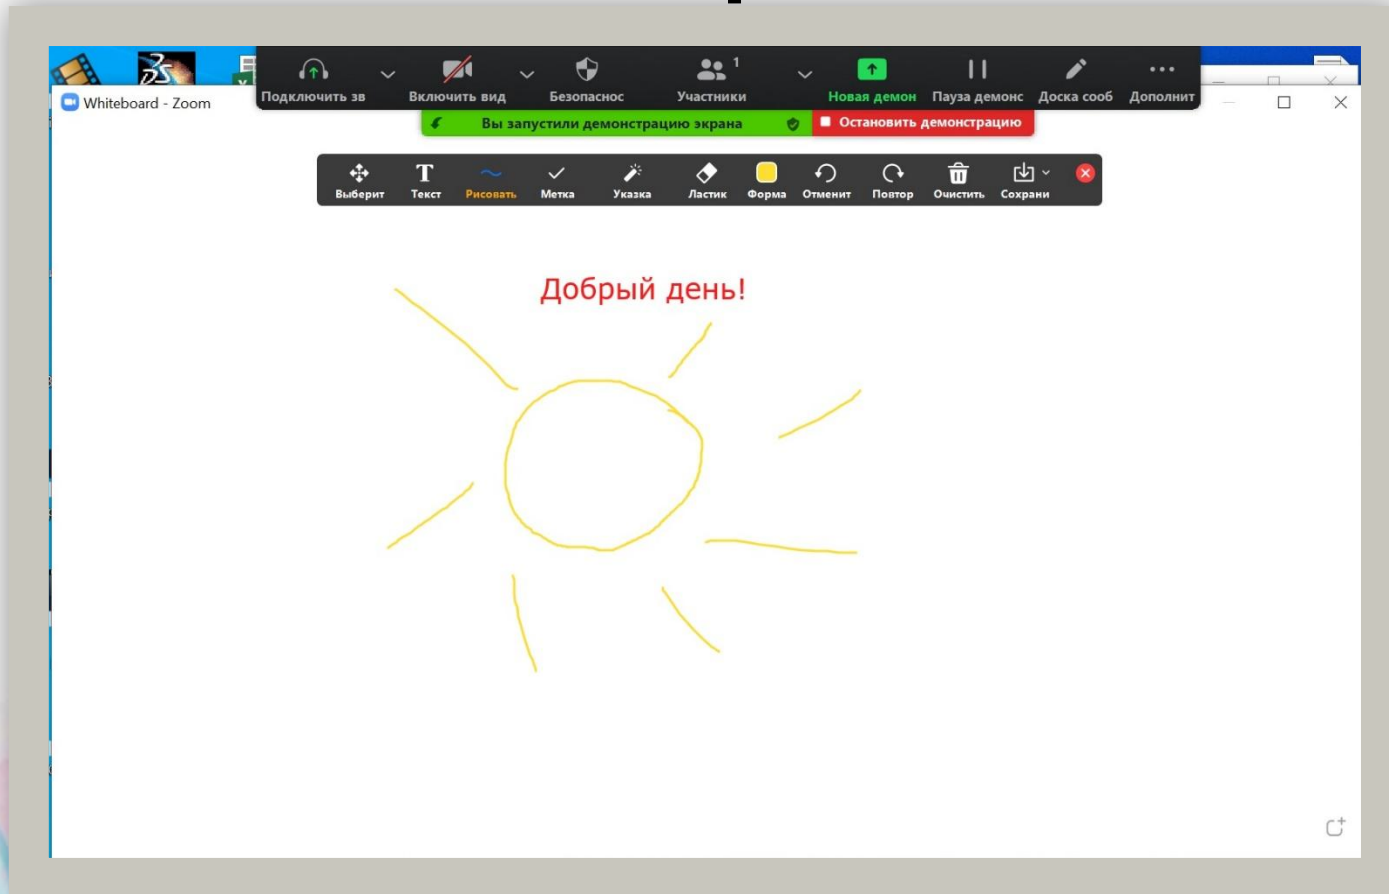 Whiteboard - Zoom
Подключить зв
Включить вид
Безопаснос
1
Участники
Новая демон
Пауза демонс
Доска сооб
Дополнит
Вы запустили демонстрацию экрана
Остановить демонстрацию
Выберит
Текст
Рисовать
Метка
Указка
Ластик
Форма
Отменит
Повтор
Очистить
Сохрани
Добрый день!